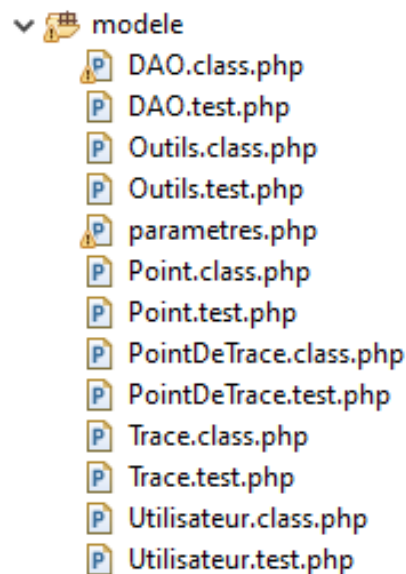 modele
DAO.class.php
DAO.test.php
Outils.class.php
Outils.test.php
parametres.php
Point.class.php
Point.test.php
PointDeTrace.class.php
PointDeTrace.test.php
Trace.class.php
Trace.test.php
Utilisateur.class.php
Utilisateur.test.php